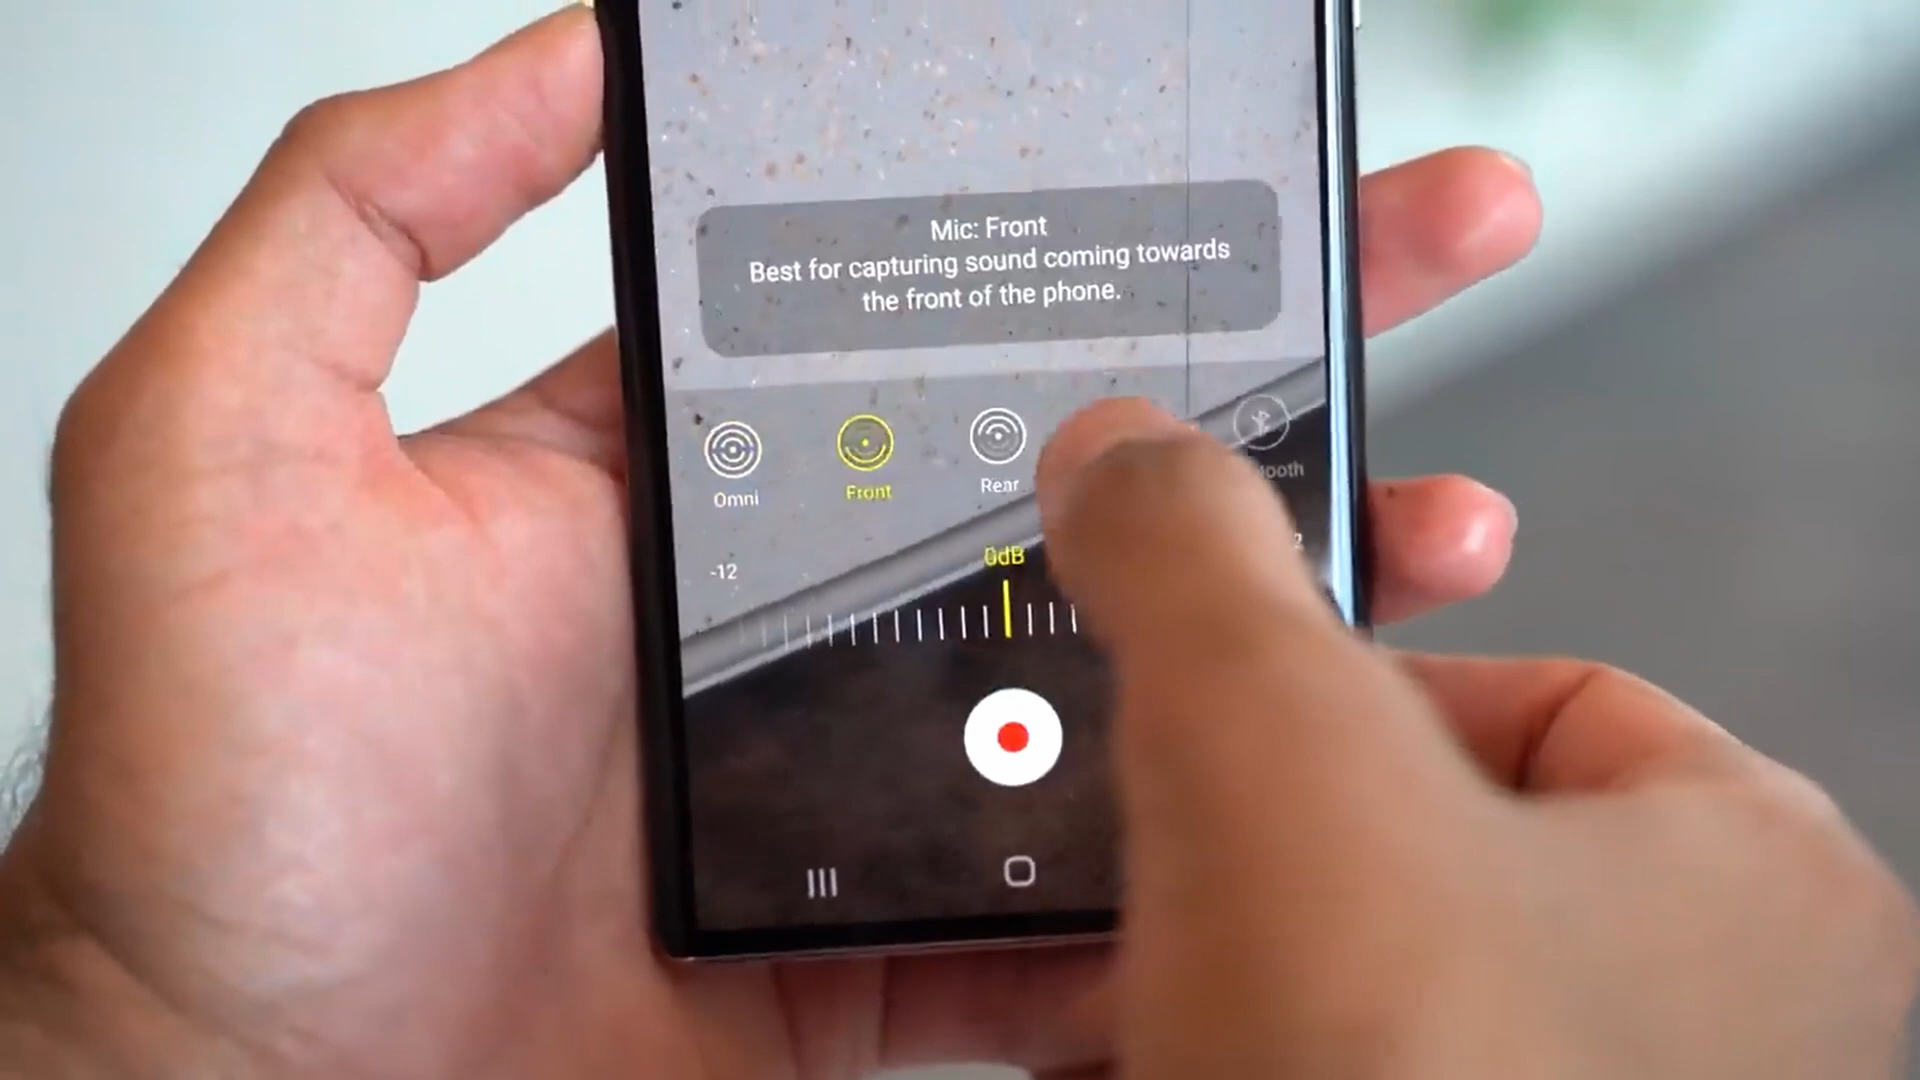 Mic: Front
Best for capturing sound coming towards
the front of the phone.
Omni
Front
Rear
-12
0dB